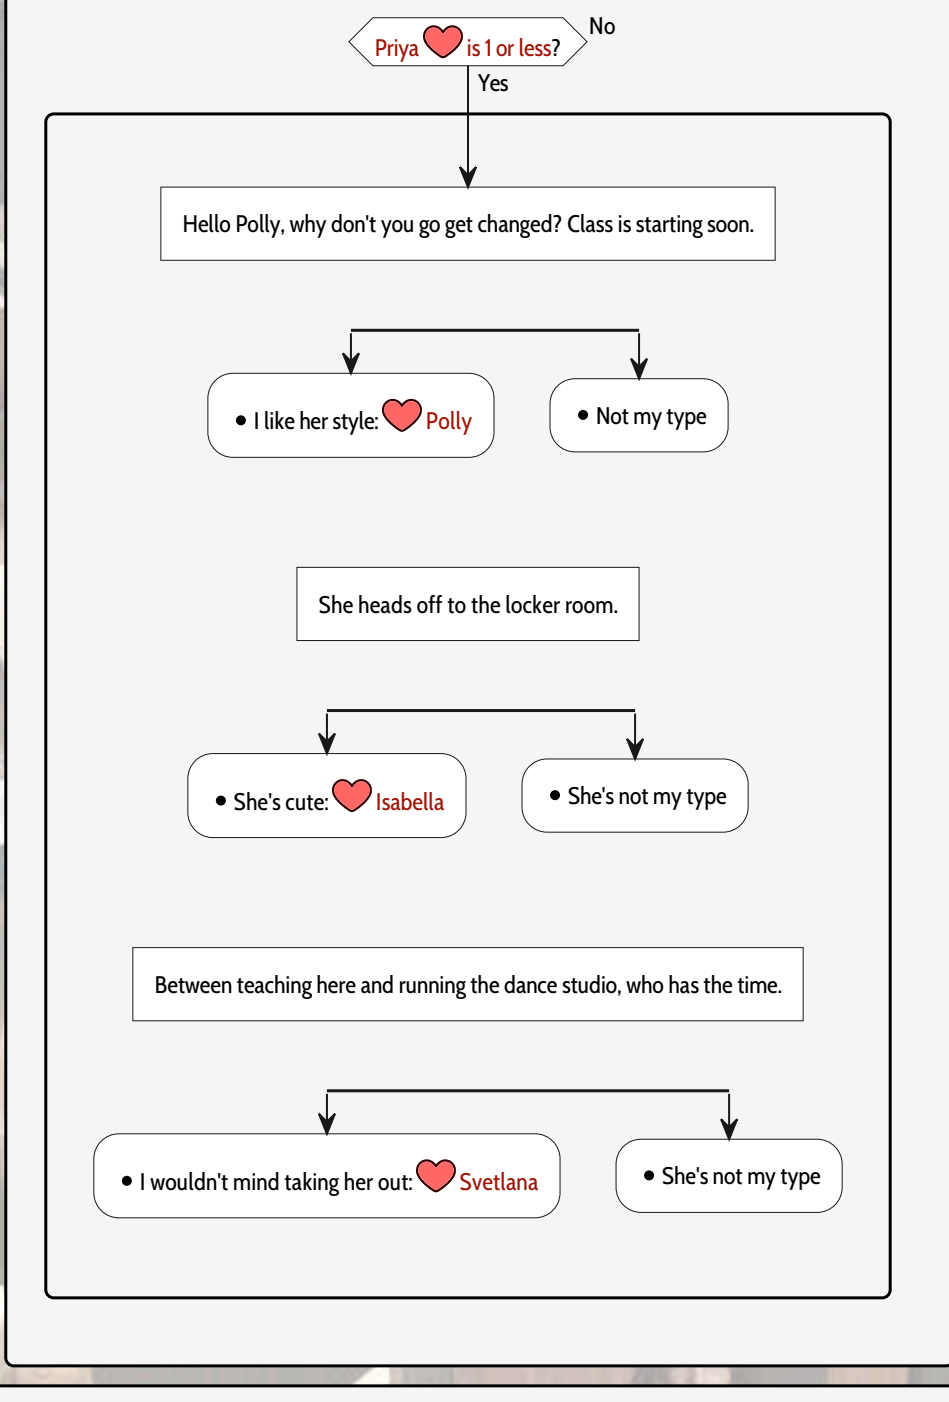 Priya is 1 or less?
No
Yes
Hello Polly, why don't you go get changed? Class is starting soon.
• I like her style: Polly
• Not my type
She heads off to the locker room.
• She's cute: Isabella
• She's not my type
Between teaching here and running the dance studio, who has the time.
• I wouldn't mind taking her out: Svetlana
• She's not my type